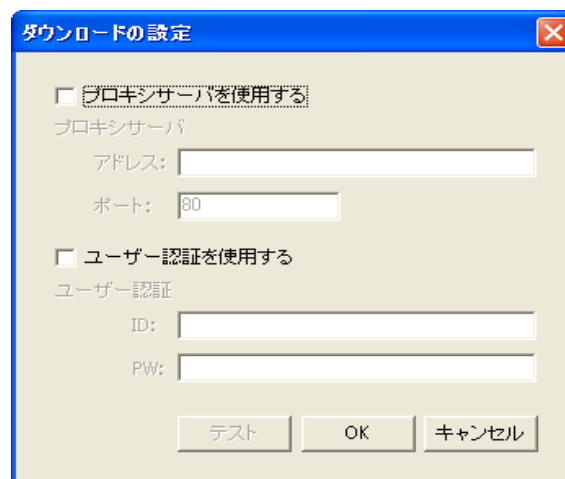 ダウンロードの設定
プロキシサーバを使用する
プロキシサーバ
アドレス:
ポート: 80
ユーザー認証を使用する
ユーザー認証
ID:
PW:
テスト OK キャンセル